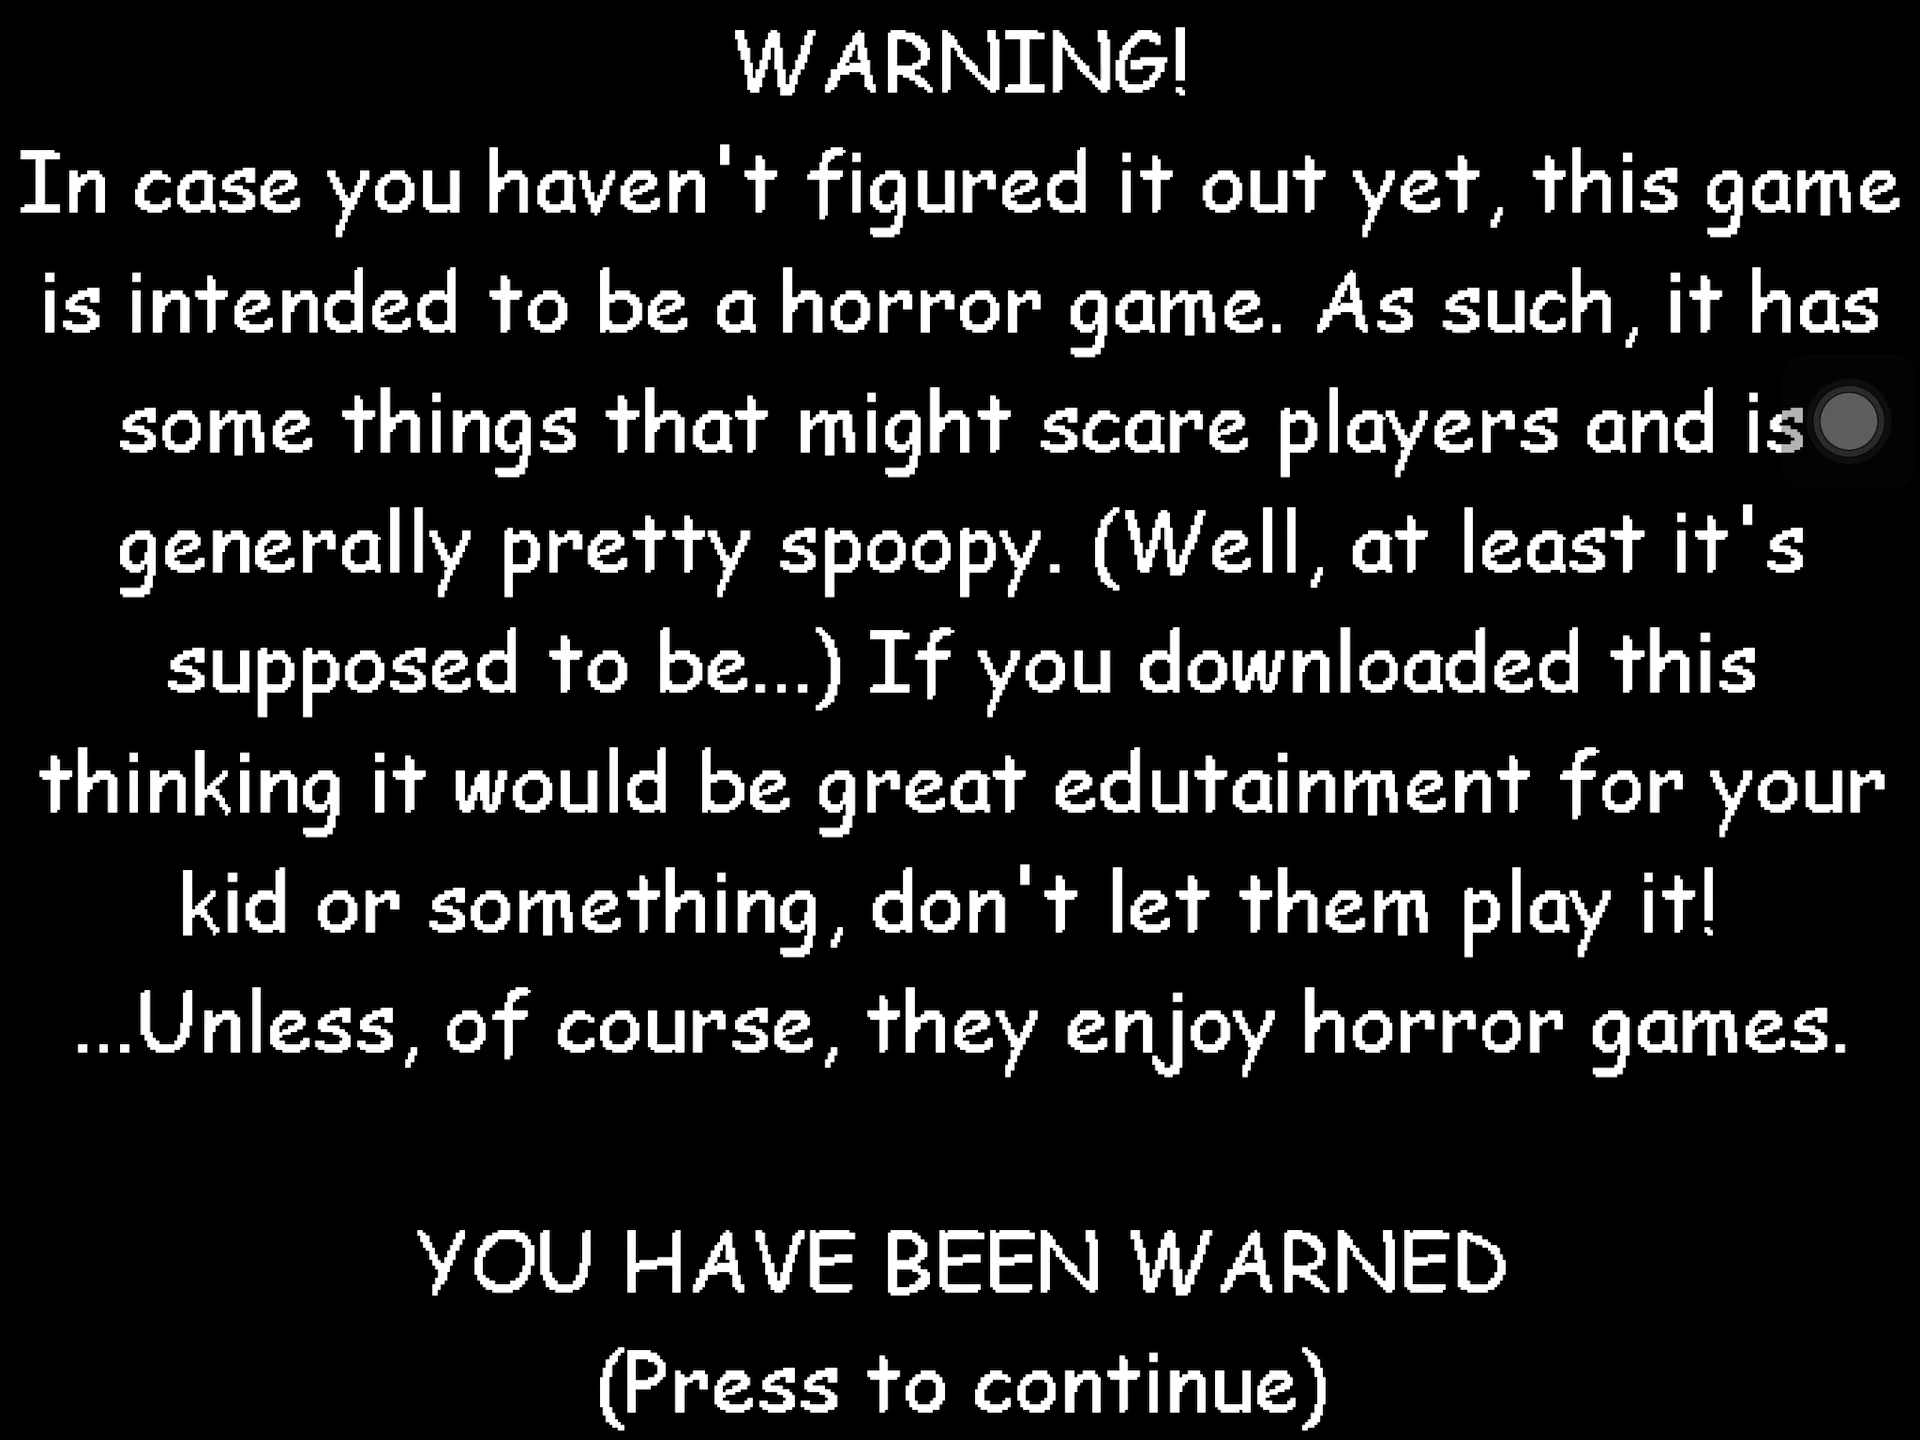 WARNING!
In case you haven't figured it out yet, this game
is intended to be a horror game. As such, it has
some things that might scare players and is
generally pretty spoopy. (Well, at least it's
supposed to be...) If you downloaded this
thinking it would be great edutainment for your
kid or something, don't let them play it!
...Unless, of course, they enjoy horror games.
YOU HAVE BEEN WARNED
(Press to continue)